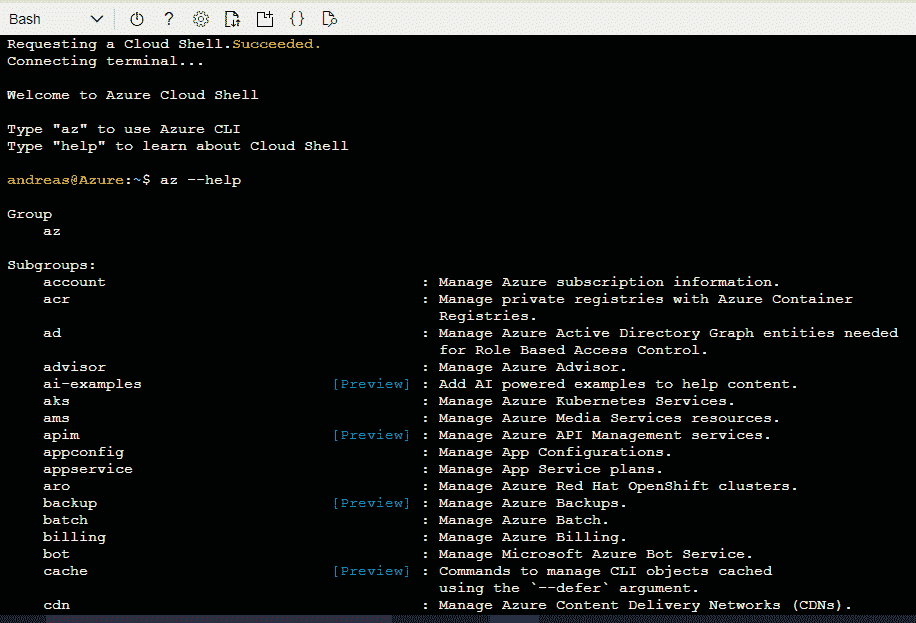 Bash
Requesting a Cloud Shell.Succeeded.
Connecting terminal...
Welcome to Azure Cloud Shell
Type "az" to use Azure CLI
Type "help" to learn about Cloud Shell
andreas@Azure:~$ az --help
Group
az
Subgroups:
account : Manage Azure subscription information.
acr : Manage private registries with Azure Container
Registries.
ad : Manage Azure Active Directory Graph entities needed
for Role Based Access Control.
advisor : Manage Azure Advisor.
ai-examples [Preview] : Add AI powered examples to help content.
aks : Manage Azure Kubernetes Services.
ams : Manage Azure Media Services resources.
apim [Preview] : Manage Azure API Management services.
appconfig : Manage App Configurations.
appservice : Manage App Service plans.
aro : Manage Azure Red Hat OpenShift clusters.
backup [Preview] : Manage Azure Backups.
batch : Manage Azure Batch.
billing : Manage Azure Billing.
bot : Manage Microsoft Azure Bot Service.
cache [Preview] : Commands to manage CLI objects cached
using the `--defer` argument.
cdn : Manage Azure Content Delivery Networks (CDNs).